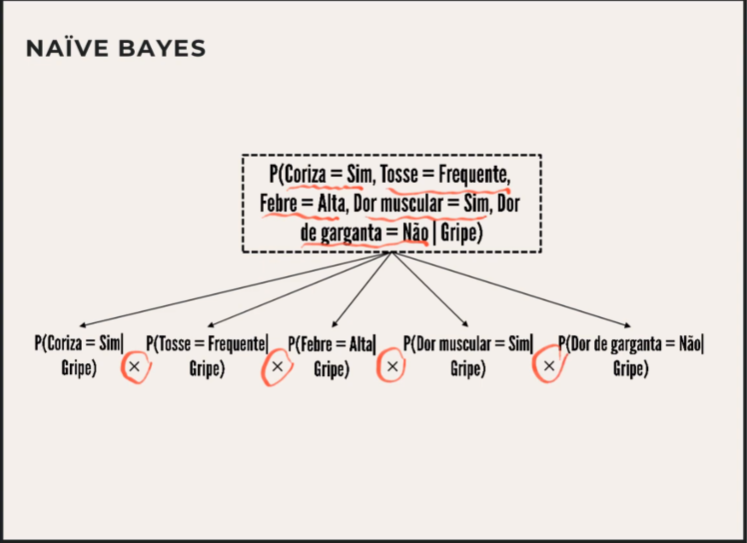 NAÏVE BAYES
P(Coriza = Sim, Tosse = Frequente,
Febre = Alta, Dor muscular = Sim, Dor
de garganta = Não | Gripe)
P(Coriza = Sim| P(Tosse = Frequente| P(Febre = Alta| P(Dor muscular = Sim| P(Dor de garganta = Não|
Gripe) × Gripe) × Gripe) × Gripe) × Gripe)